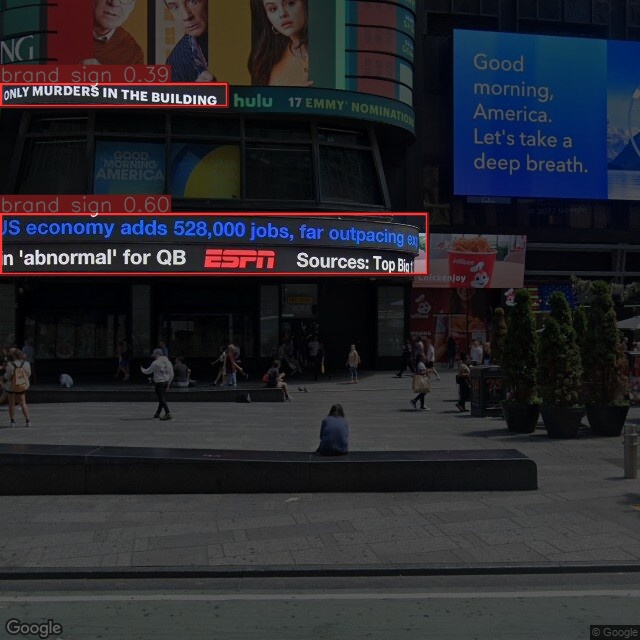 NG
brand sign 0.39
ONLY MURDERS IN THE BUILDING
hulu 17 EMMY NOMINATION
Good
morning,
America.
Let's take a
deep breath.
GOOD
MORNING
AMERICA
brand sign 0.60
US economy adds 528,000 jobs, far outpacing
n 'abnormal' for QB ESPN Sources: Top Big
Chickenjoy
Google
© Google